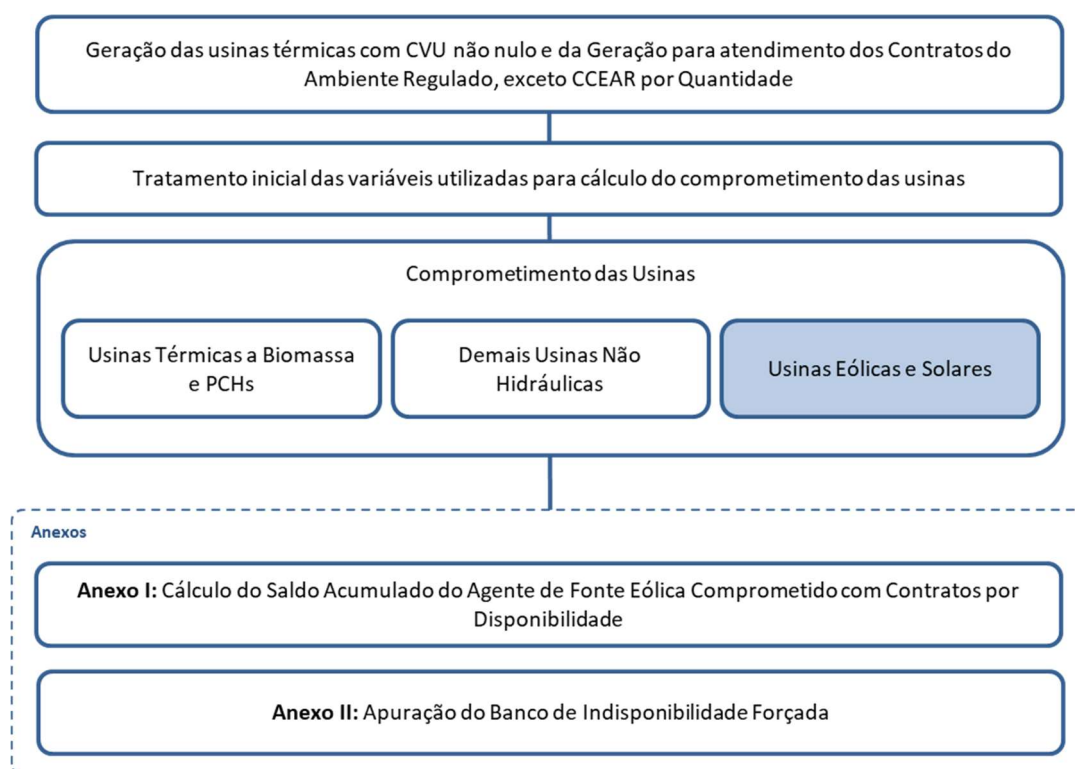 Geração das usinas térmicas com CVU não nulo e da Geração para atendimento dos Contratos do
Ambiente Regulado, exceto CCEAR por Quantidade
Tratamento inicial das variáveis utilizadas para cálculo do comprometimento das usinas
Comprometimento das Usinas
Usinas Térmicas a Biomassa
e PCHs
Demais Usinas Não
Hidráulicas
Usinas Eólicas e Solares
Anexos
Anexo I: Cálculo do Saldo Acumulado do Agente de Fonte Eólica Comprometido com Contratos por
Disponibilidade
Anexo II: Apuração do Banco de Indisponibilidade Forçada